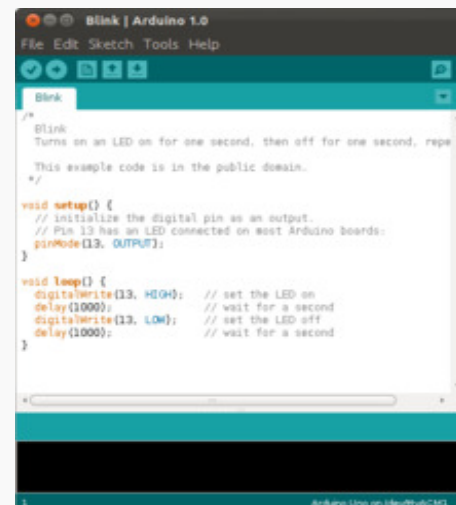 Blink | Arduino 1.0
File Edit Sketch Tools Help
Blink
/*
Blink
Turns on an LED on for one second, then off for one second, repe
This example code is in the public domain.
*/
void setup() {
// initialize the digital pin as an output.
// Pin 13 has an LED connected on most Arduino boards:
pinMode(13, OUTPUT);
}
void loop() {
digitalWrite(13, HIGH); // set the LED on
delay(1000); // wait for a second
digitalWrite(13, LOW); // set the LED off
delay(1000); // wait for a second
}
1
Arduino Uno on